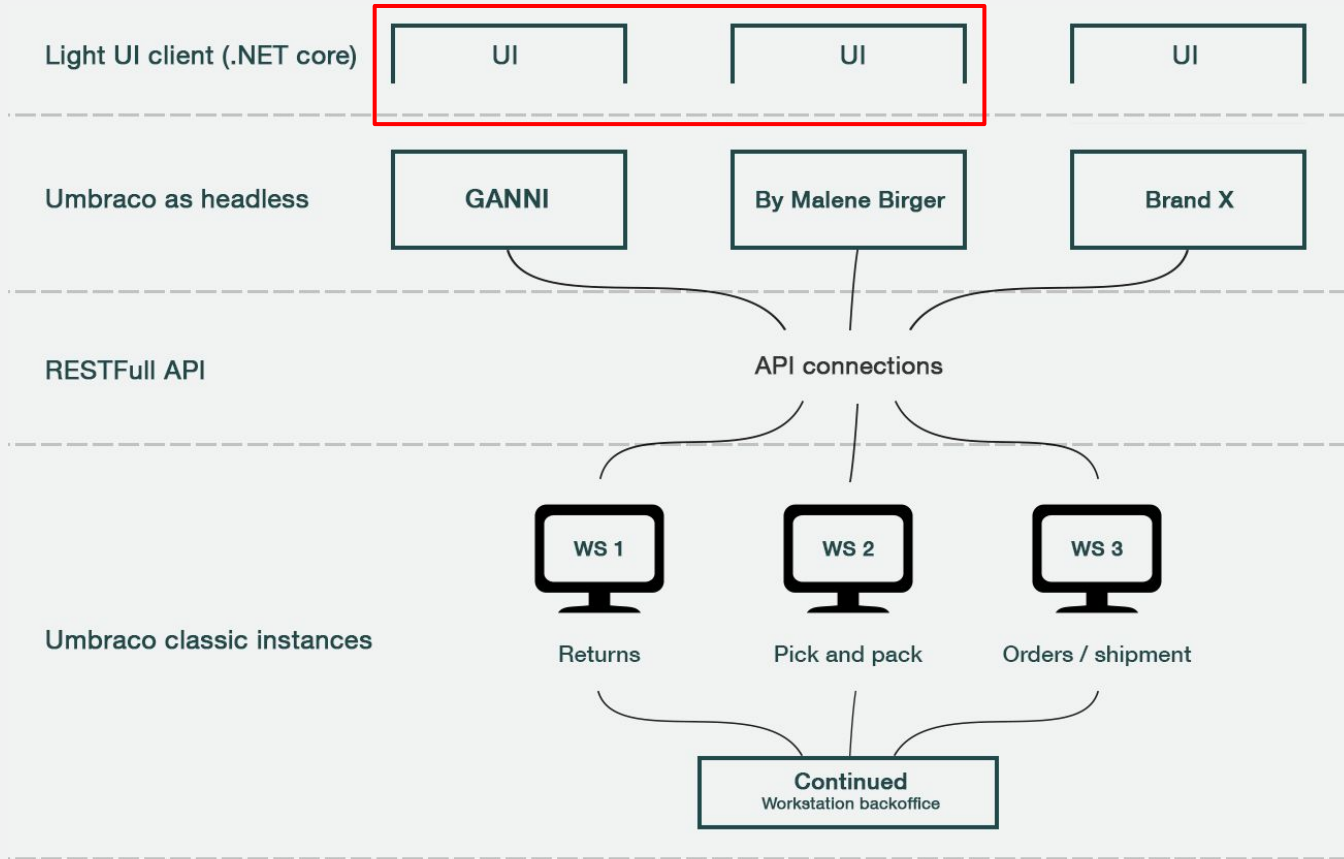 Light UI client (.NET core)
UI
UI
UI
Umbraco as headless
GANNI
By Malene Birger
Brand X
RESTFull API
API connections
WS 1
WS 2
WS 3
Umbraco classic instances
Returns
Pick and pack
Orders / shipment
Continued
Workstation backoffice